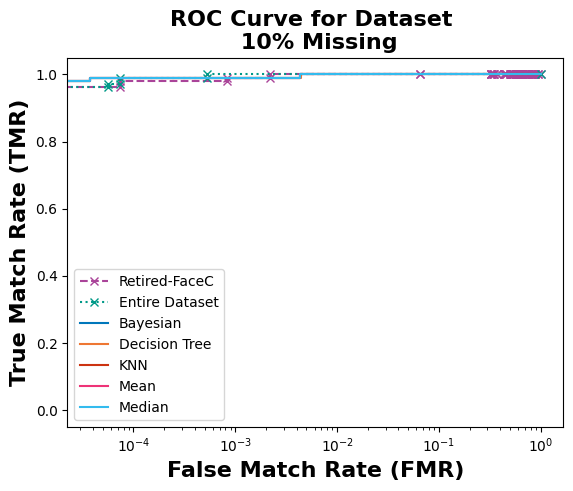 ROC Curve for Dataset
10% Missing
True Match Rate (TMR)
1.0
0.8
0.6
0.4
0.2
0.0
Retired-FaceC
Entire Dataset
Bayesian
Decision Tree
KNN
Mean
Median
10⁻⁴
10⁻³
10⁻²
10⁻¹
10⁰
False Match Rate (FMR)